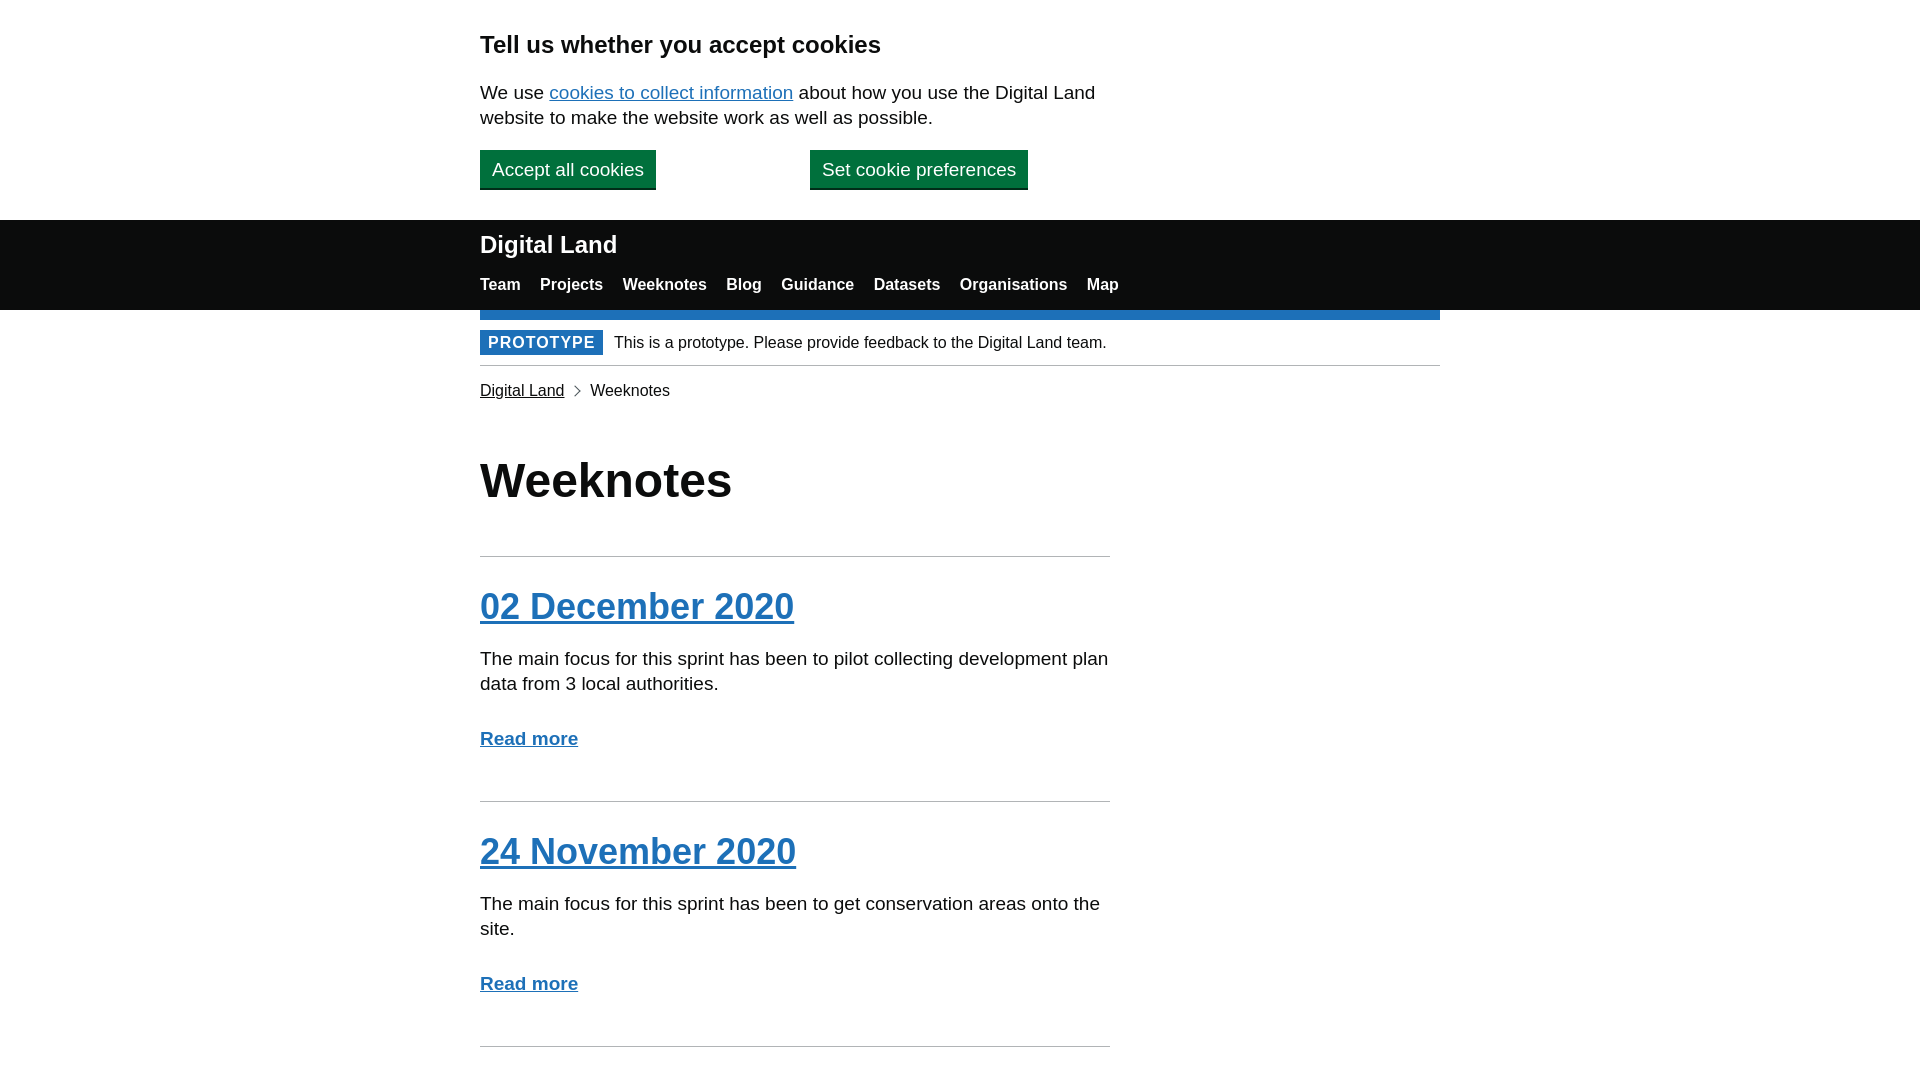 Tell us whether you accept cookies
We use cookies to collect information about how you use the Digital Land
website to make the website work as well as possible.
Accept all cookies
Set cookie preferences
Digital Land
Team Projects Weeknotes Blog Guidance Datasets Organisations Map
PROTOTYPE This is a prototype. Please provide feedback to the Digital Land team.
Digital Land Weeknotes
Weeknotes
02 December 2020
The main focus for this sprint has been to pilot collecting development plan
data from 3 local authorities.
Read more
24 November 2020
The main focus for this sprint has been to get conservation areas onto the
site.
Read more